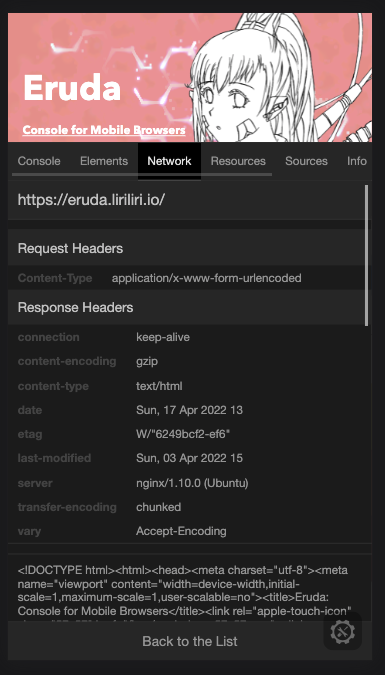 Eruda
Console for Mobile Browsers
Console Elements Network Resources Sources Info
https://eruda.liriliri.io/
Request Headers
Content-Type application/x-www-form-urlencoded
Response Headers
connection keep-alive
content-encoding gzip
content-type text/html
date Sun, 17 Apr 2022 13
etag W/"6249bcf2-ef6"
last-modified Sun, 03 Apr 2022 15
server nginx/1.10.0 (Ubuntu)
transfer-encoding chunked
vary Accept-Encoding
<!DOCTYPE html><html><head><meta charset="utf-8"><meta
name="viewport" content="width=device-width,initial-
scale=1,maximum-scale=1,user-scalable=no"><title>Eruda:
Console for Mobile Browsers</title><link rel="apple-touch-icon"
Back to the List